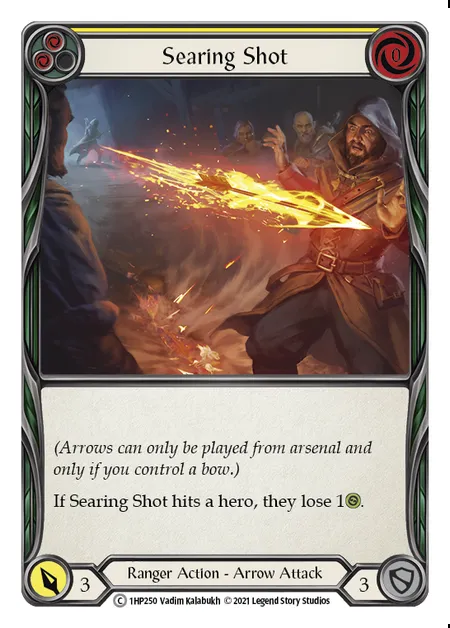 Searing Shot
0
(Arrows can only be played from arsenal and
only if you control a bow.)
If Searing Shot hits a hero, they lose 1.
Ranger Action - Arrow Attack
3
3
C 1HP250 Vadim Kalabukh © 2021 Legend Story Studios